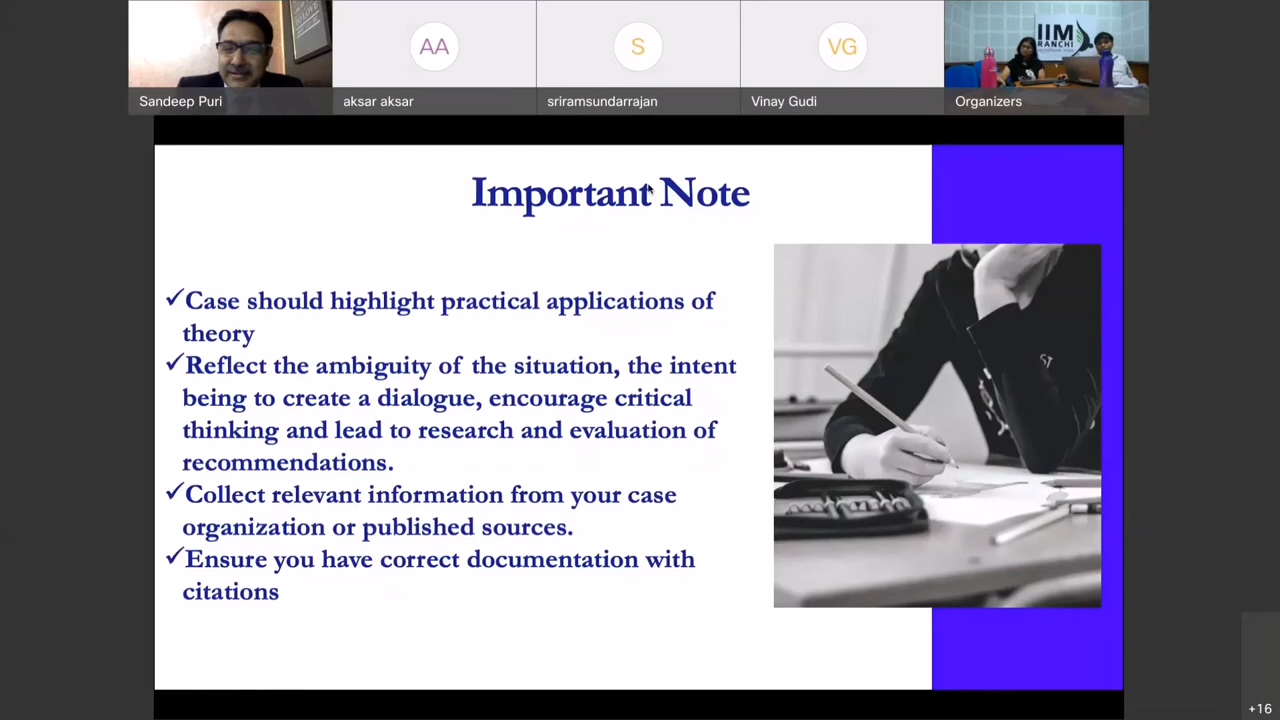 AA
S
VG
IIM
RANCHI
Sandeep Puri
aksar aksar
sriramsundarrajan
Vinay Gudi
Organizers
Important Note
✓Case should highlight practical applications of
theory
✓Reflect the ambiguity of the situation, the intent
being to create a dialogue, encourage critical
thinking and lead to research and evaluation of
recommendations.
✓Collect relevant information from your case
organization or published sources.
✓Ensure you have correct documentation with
citations
+16